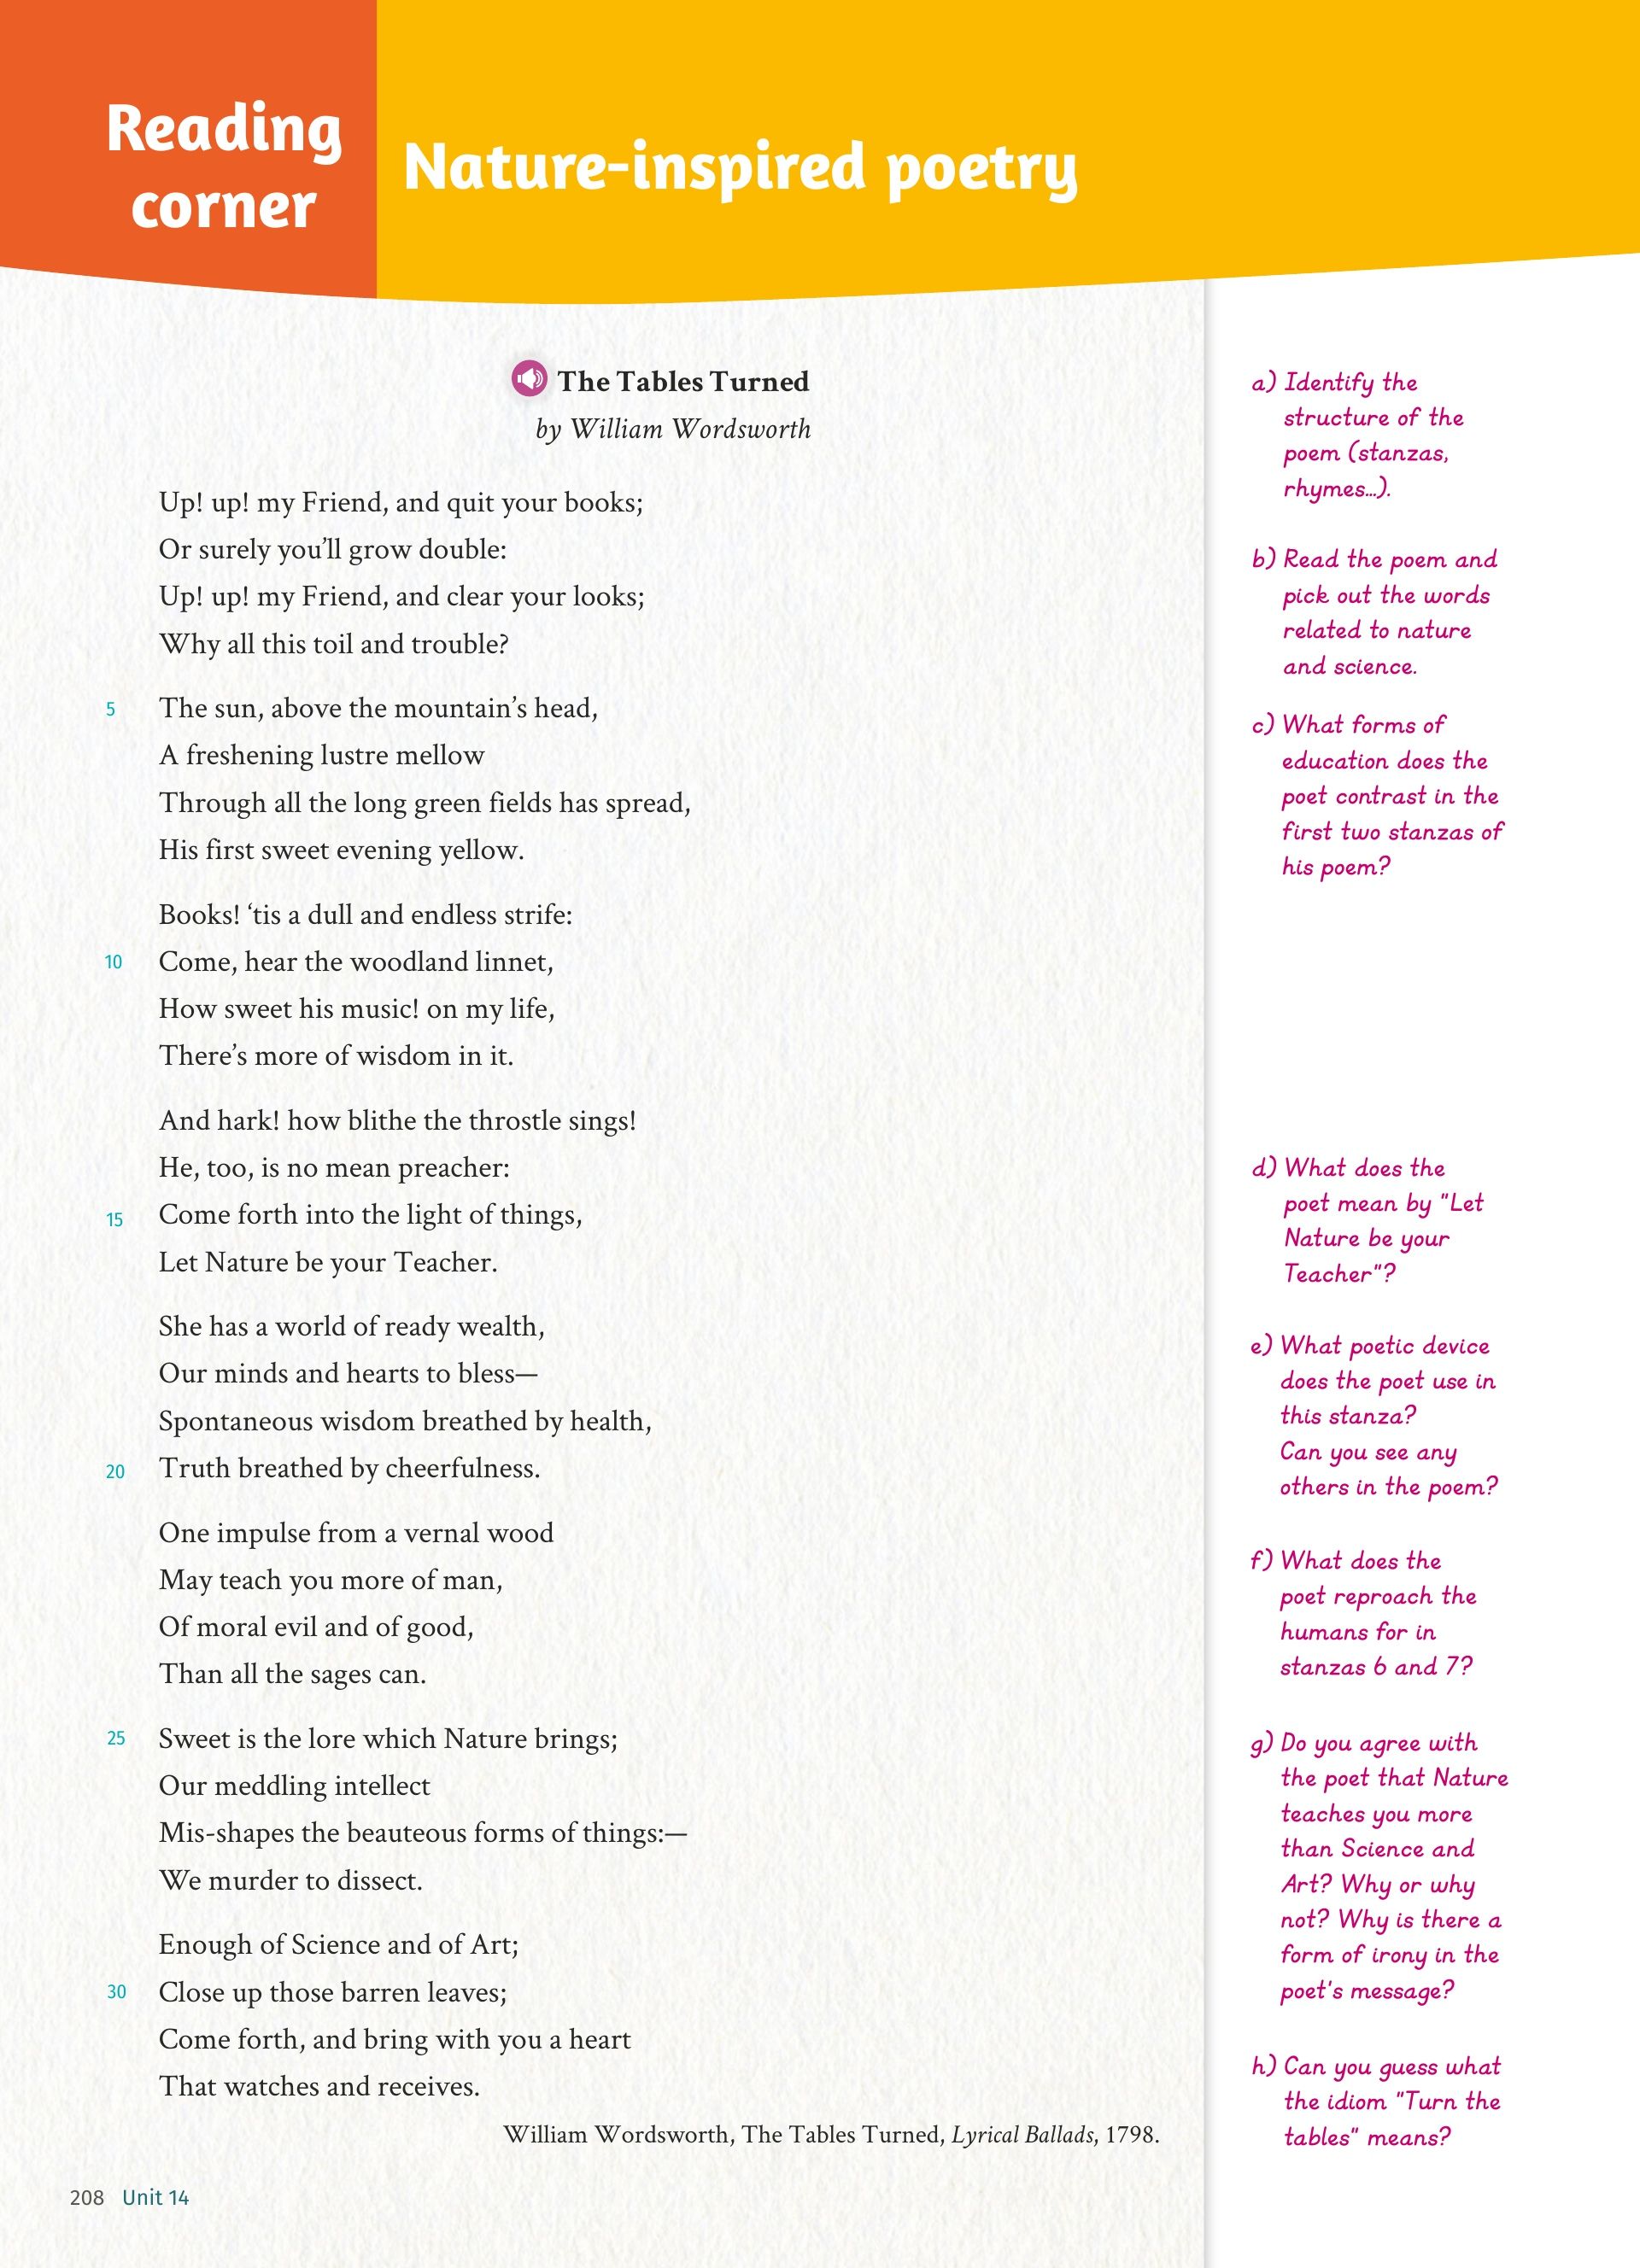 Reading
corner
Nature-inspired poetry
The Tables Turned
by William Wordsworth
Up! up! my Friend, and quit your books;
Or surely you’ll grow double:
Up! up! my Friend, and clear your looks;
Why all this toil and trouble?
5 The sun, above the mountain’s head,
A freshening lustre mellow
Through all the long green fields has spread,
His first sweet evening yellow.
Books! ‘tis a dull and endless strife:
10 Come, hear the woodland linnet,
How sweet his music! on my life,
There’s more of wisdom in it.
And hark! how blithe the throstle sings!
He, too, is no mean preacher:
15 Come forth into the light of things,
Let Nature be your Teacher.
She has a world of ready wealth,
Our minds and hearts to bless—
Spontaneous wisdom breathed by health,
20 Truth breathed by cheerfulness.
One impulse from a vernal wood
May teach you more of man,
Of moral evil and of good,
Than all the sages can.
25 Sweet is the lore which Nature brings;
Our meddling intellect
Mis-shapes the beauteous forms of things:—
We murder to dissect.
Enough of Science and of Art;
30 Close up those barren leaves;
Come forth, and bring with you a heart
That watches and receives.
William Wordsworth, The Tables Turned, Lyrical Ballads, 1798.
a) Identify the
structure of the
poem (stanzas,
rhymes...).
b) Read the poem and
pick out the words
related to nature
and science.
c) What forms of
education does the
poet contrast in the
first two stanzas of
his poem?
d) What does the
poet mean by "Let
Nature be your
Teacher"?
e) What poetic device
does the poet use in
this stanza?
Can you see any
others in the poem?
f) What does the
poet reproach the
humans for in
stanzas 6 and 7?
g) Do you agree with
the poet that Nature
teaches you more
than Science and
Art? Why or why
not? Why is there a
form of irony in the
poet's message?
h) Can you guess what
the idiom "Turn the
tables" means?
208 Unit 14